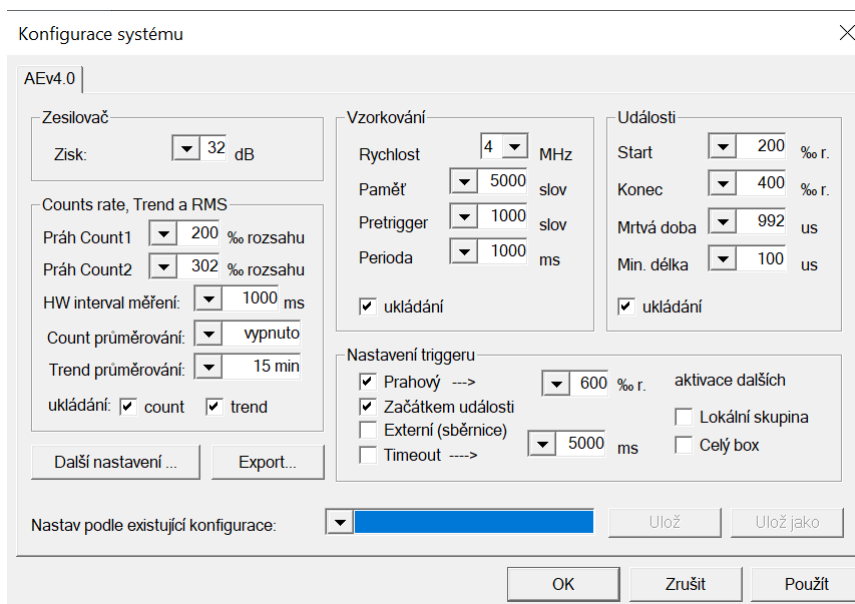 Konfigurace systému
AEv4.0
Zesilovač
Zisk: 32 dB
Counts rate, Trend a RMS
Práh Count1 200 ‰ rozsahu
Práh Count2 302 ‰ rozsahu
HW interval měření: 1000 ms
Count průměrování: vypnuto
Trend průměrování: 15 min
ukládání: count trend
Další nastavení ... Export...
Vzorkování
Rychlost 4 MHz
Paměť 5000 slov
Pretrigger 1000 slov
Perioda 1000 ms
ukládání
Události
Start 200 ‰ r.
Konec 400 ‰ r.
Mrtvá doba 992 us
Min. délka 100 us
ukládání
Nastavení triggeru
Prahový ---> 600 ‰ r. aktivace dalších
Začátkem události Lokální skupina
Externí (sběrnice) Celý box
Timeout ----> 5000 ms
Nastav podle existující konfigurace: Ulož Ulož jako
OK Zrušit Použít